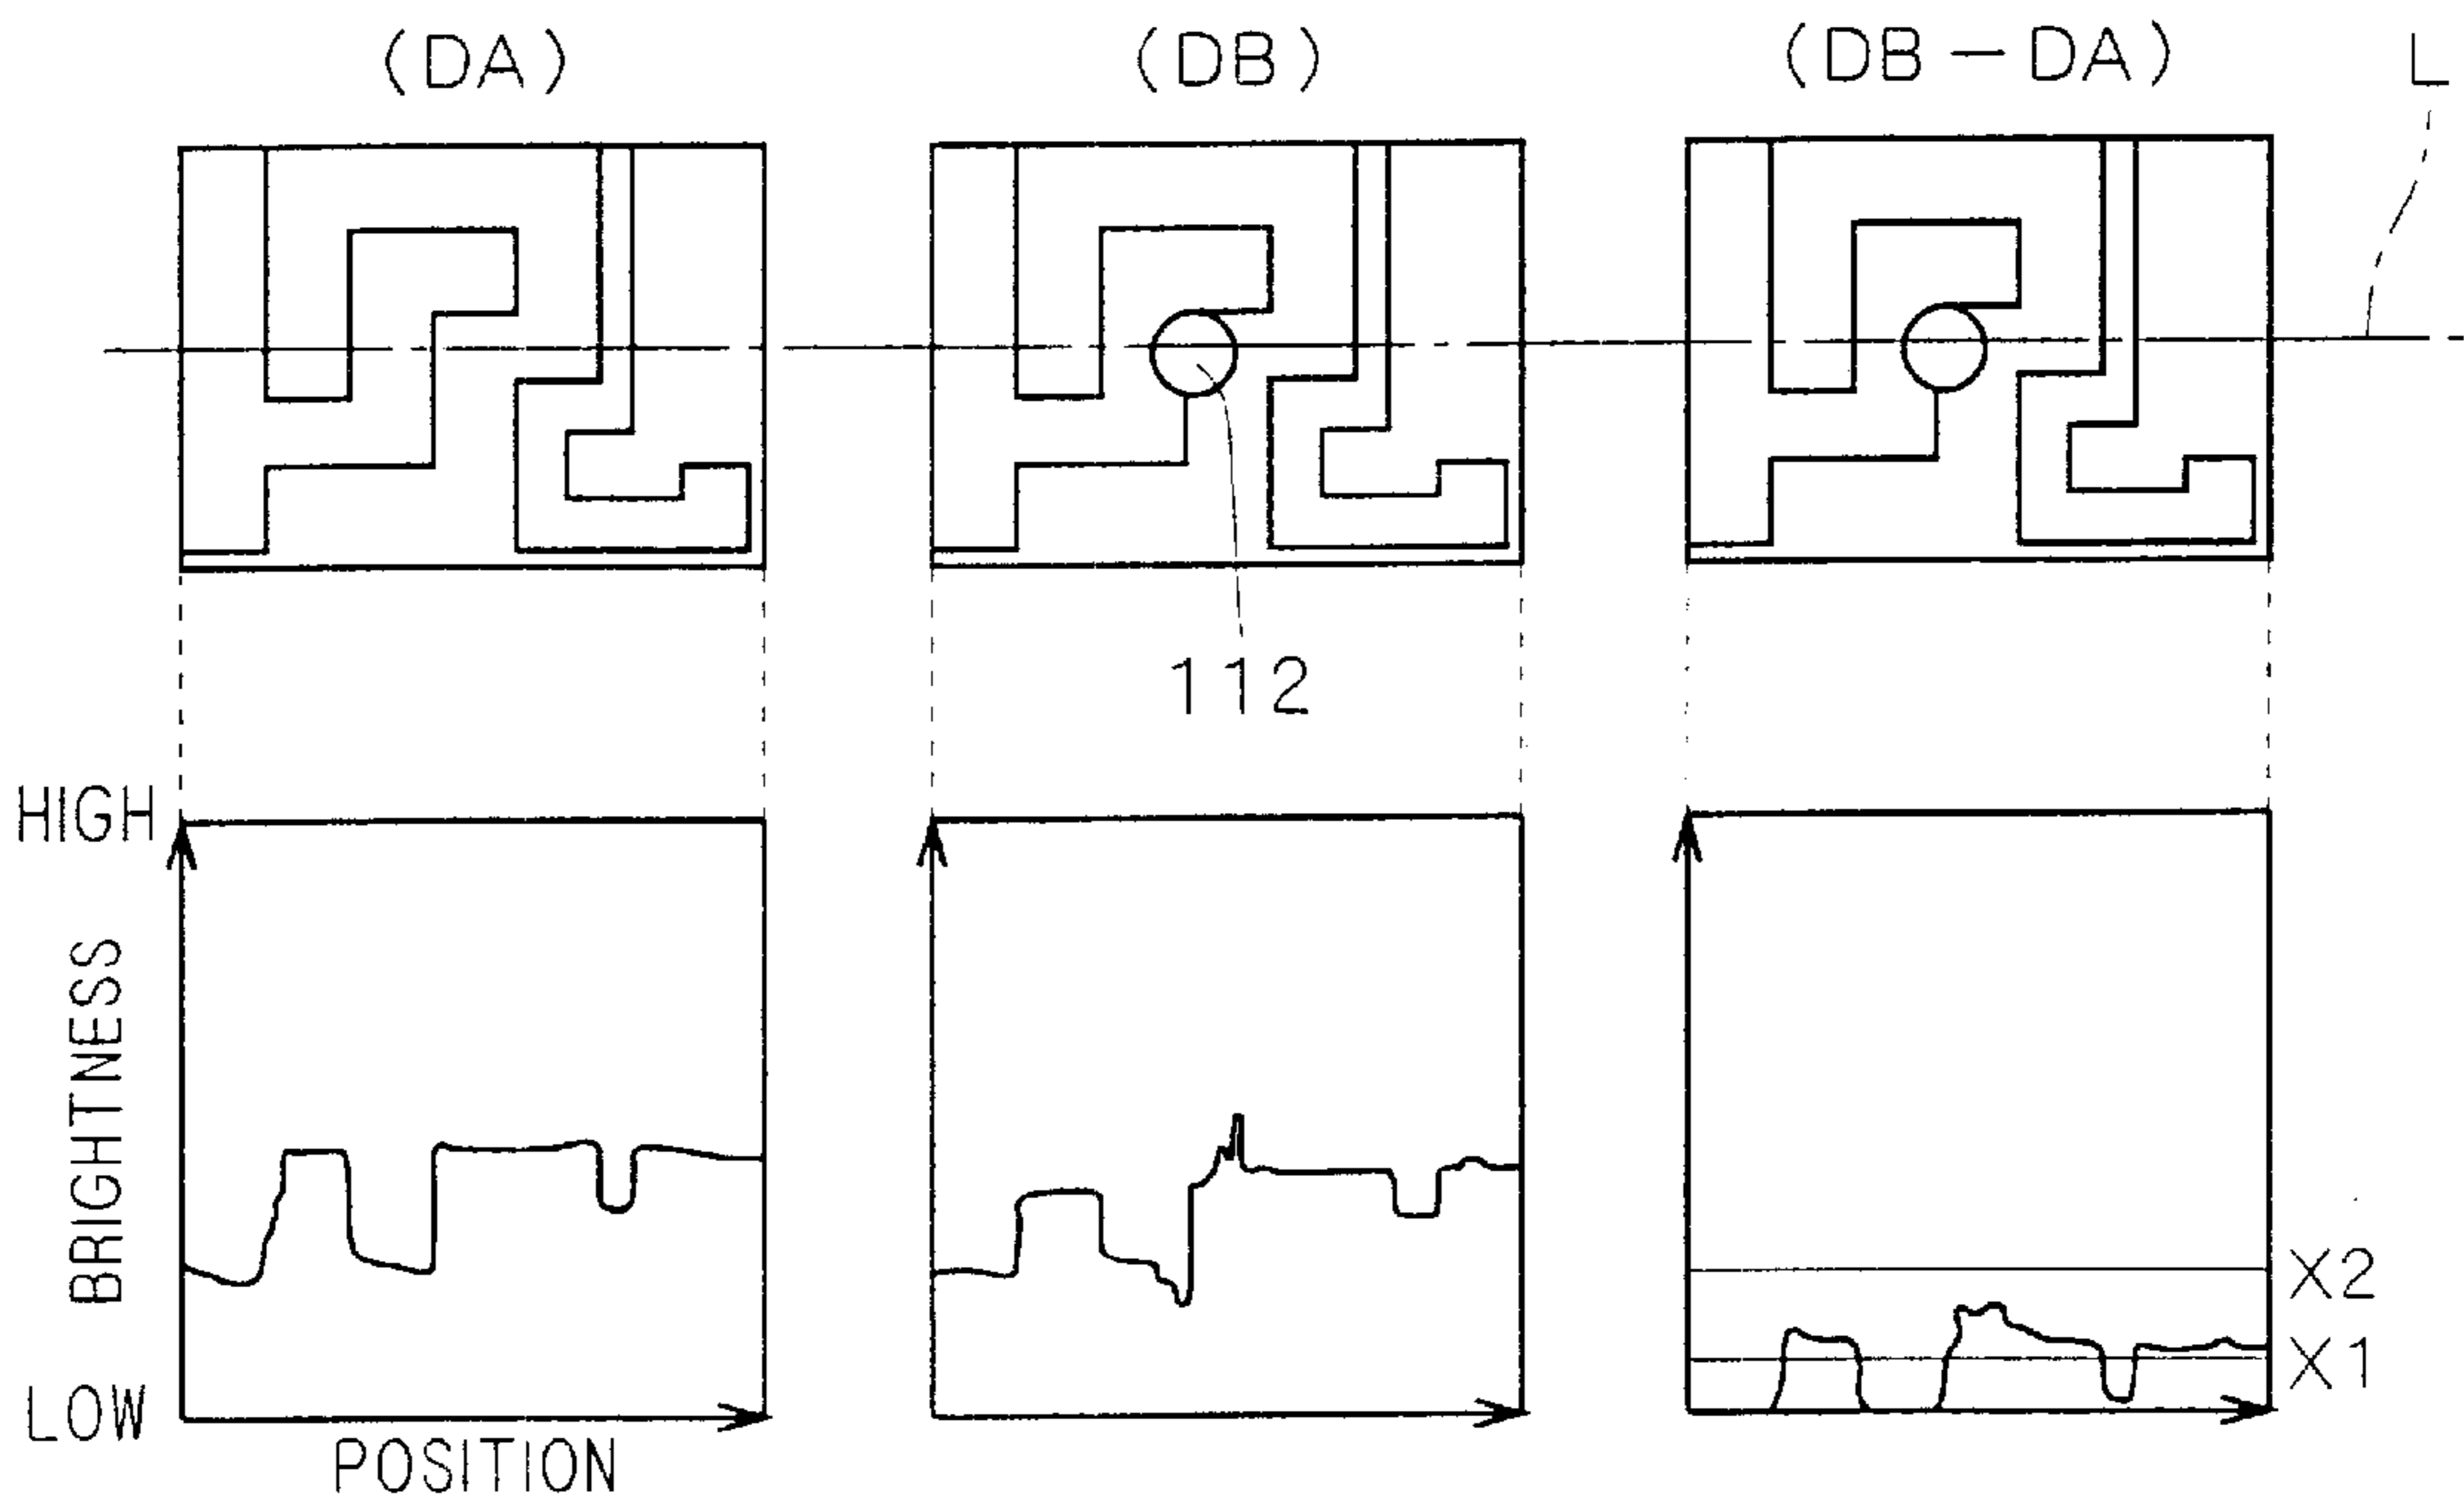 (DA)
(DB)
(DB-DA)
L
112
HIGH
BRIGHTNESS
LOW
POSITION
X2
X1